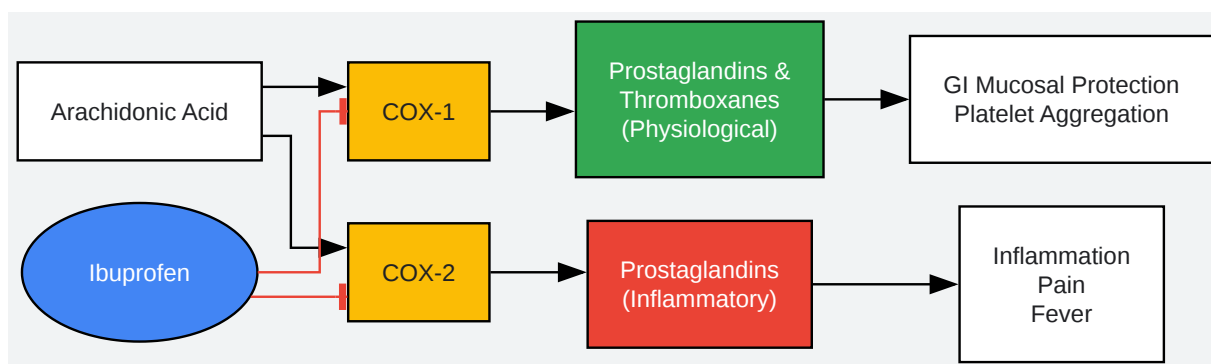 Arachidonic Acid
COX-1
Prostaglandins &
Thromboxanes
(Physiological)
GI Mucosal Protection
Platelet Aggregation
Ibuprofen
COX-2
Prostaglandins
(Inflammatory)
Inflammation
Pain
Fever